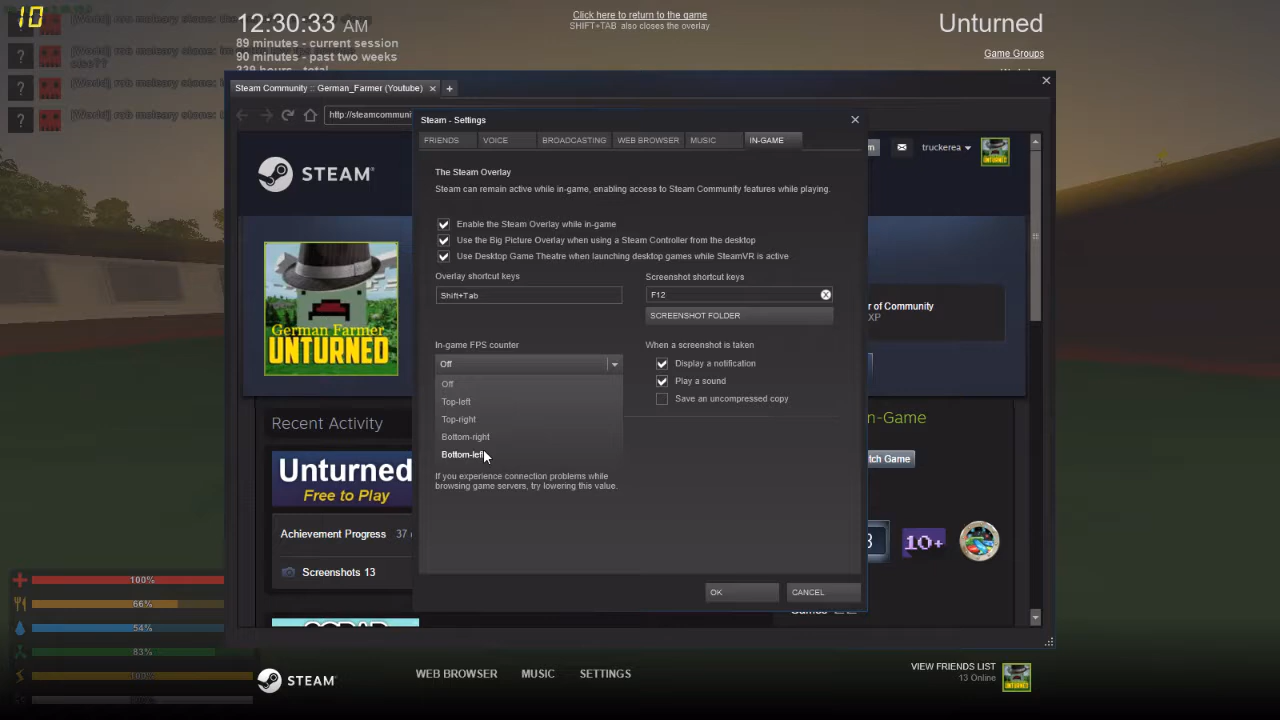 10
12:30:33 AM
89 minutes - current session
90 minutes - past two weeks
339 hours - total
Click here to return to the game
SHIFT+TAB also closes the overlay
Unturned
Game Groups
?
?
?
?
Steam Community :: German_Farmer (Youtube) × +
http://steamcommuni
STEAM
truckerea
Steam - Settings
FRIENDS VOICE BROADCASTING WEB BROWSER MUSIC IN-GAME
The Steam Overlay
Steam can remain active while in-game, enabling access to Steam Community features while playing.
Enable the Steam Overlay while in-game
Use the Big Picture Overlay when using a Steam Controller from the desktop
Use Desktop Game Theatre when launching desktop games while SteamVR is active
Overlay shortcut keys
Shift+Tab
Screenshot shortcut keys
F12
SCREENSHOT FOLDER
In-game FPS counter
Off
Off
Top-left
Top-right
Bottom-right
Bottom-left
When a screenshot is taken
Display a notification
Play a sound
Save an uncompressed copy
If you experience connection problems while
browsing game servers, try lowering this value.
OK CANCEL
German Farmer
UNTURNED
r of Community
XP
Recent Activity
n-Game
tch Game
Unturned
Free to Play
Achievement Progress 37
Screenshots 13
10+
100%
66%
54%
83%
100%
STEAM
WEB BROWSER MUSIC SETTINGS
VIEW FRIENDS LIST
13 Online